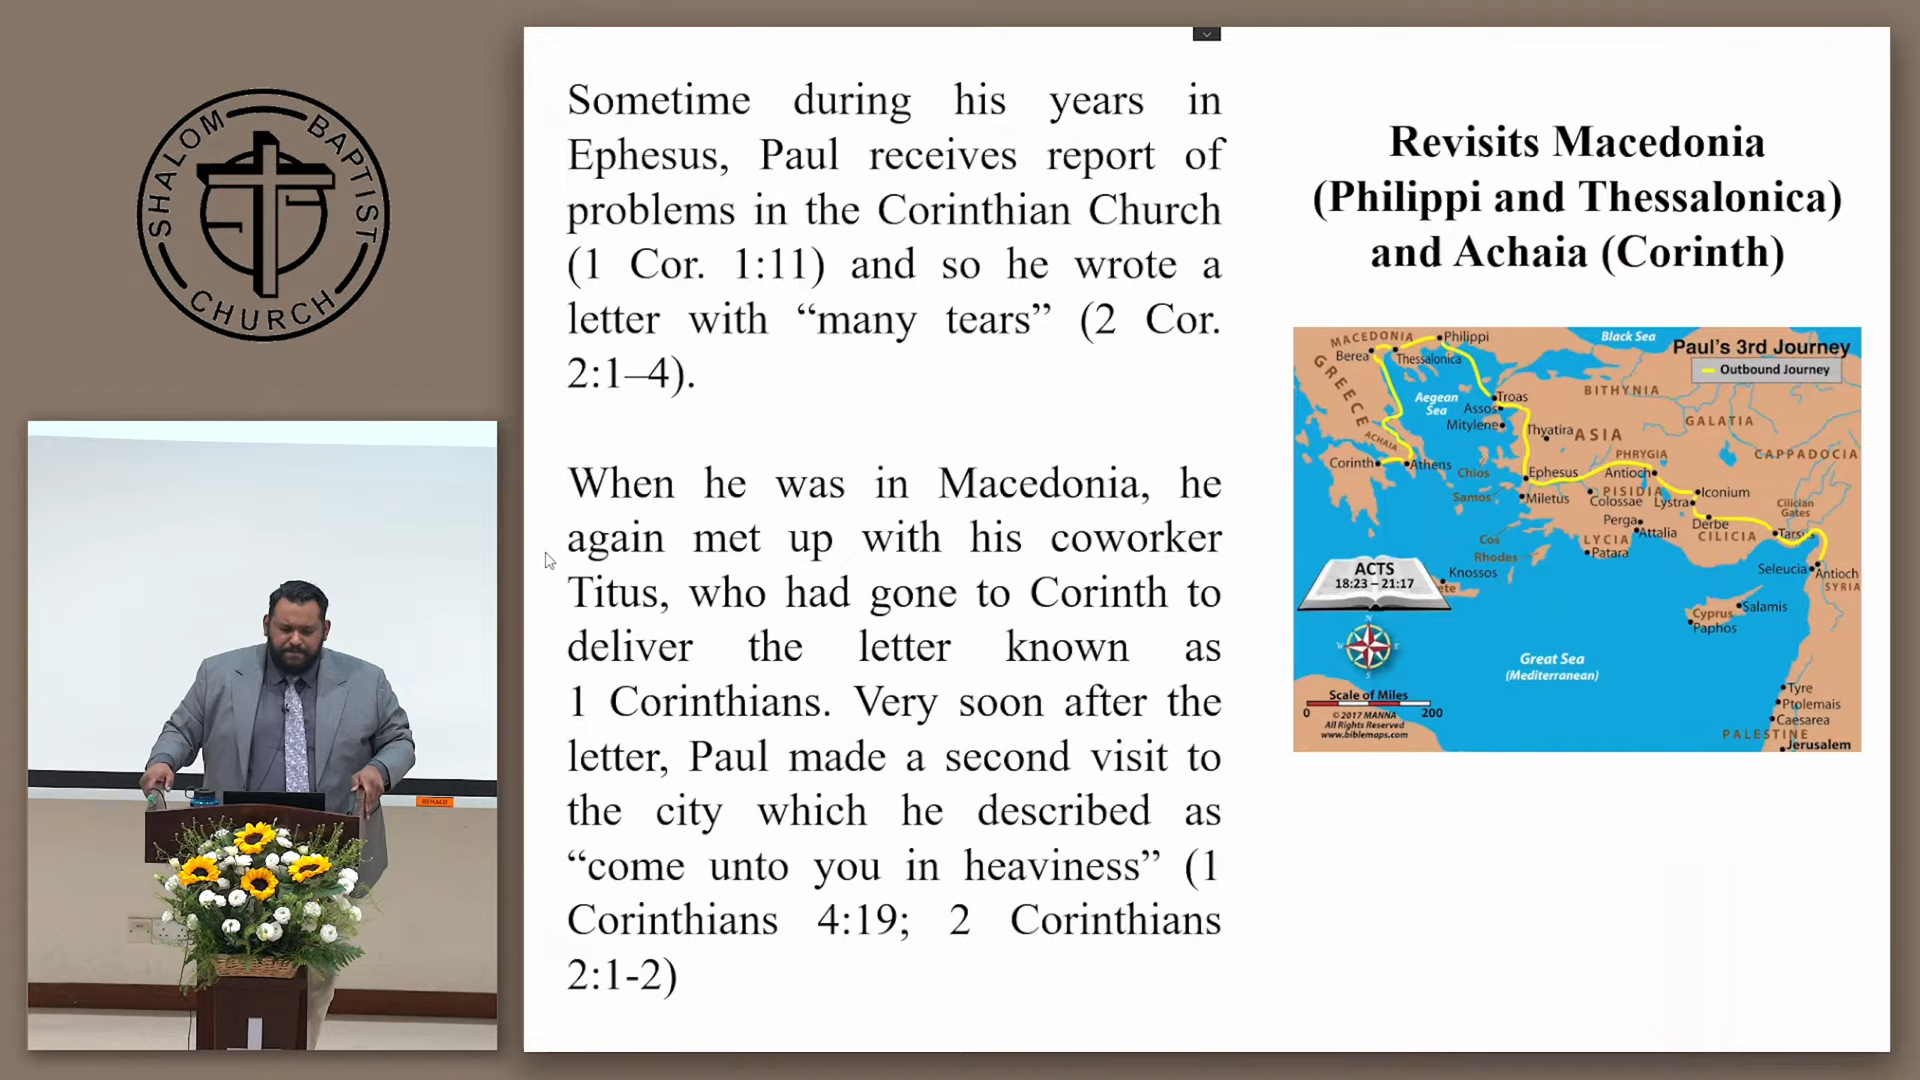 SHALOM BAPTIST CHURCH
Sometime during his years in
Ephesus, Paul receives report of
problems in the Corinthian Church
(1 Cor. 1:11) and so he wrote a
letter with “many tears” (2 Cor.
2:1–4).
When he was in Macedonia, he
again met up with his coworker
Titus, who had gone to Corinth to
deliver the letter known as
1 Corinthians. Very soon after the
letter, Paul made a second visit to
the city which he described as
“come unto you in heaviness” (1
Corinthians 4:19; 2 Corinthians
2:1-2)
Revisits Macedonia
(Philippi and Thessalonica)
and Achaia (Corinth)
Paul's 3rd Journey
Outbound Journey
Black Sea
MACEDONIA
Philippi
Berea
Thessalonica
GREECE
Aegean
Sea
Troas
Assos
Mitylene
BITHYNIA
GALATIA
Thyatira
ASIA
ACHAIA
PHRYGIA
CAPPADOCIA
Corinth
Athens
Chios
Ephesus
Antioch
Samos
Miletus
Colossae
PISIDIA
Lystra
Iconium
Cilician
Gates
Perga
Attalia
Derbe
CILICIA
Tarsus
Cos
LYCIA
Patara
Rhodes
Knossos
Seleucia
Antioch
SYRIA
ACTS
18:23 – 21:17
Cyprus
Salamis
Paphos
N
W
E
S
Great Sea
(Mediterranean)
Scale of Miles
0
200
© 2017 MANNA
All Rights Reserved
www.biblemaps.com
Tyre
Ptolemais
Caesarea
PALESTINE
Jerusalem